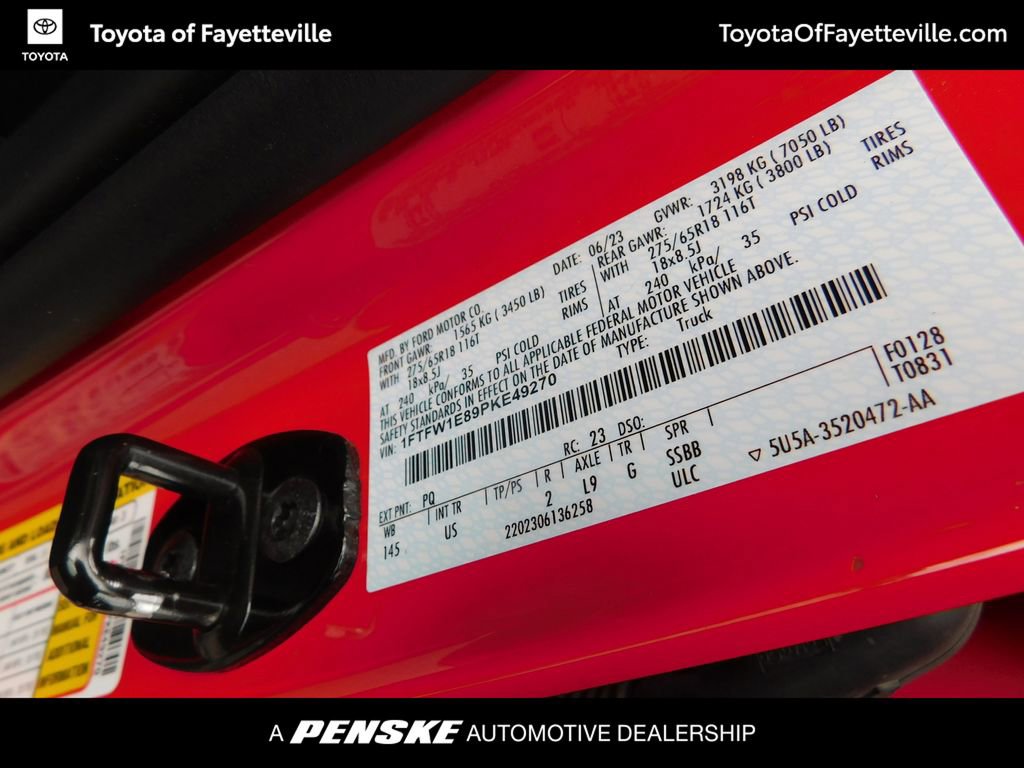 TOYOTA
Toyota of Fayetteville
ToyotaOfFayetteville.com
MFD. BY FORD MOTOR CO.
DATE: 06/23
GVWR: 3198 KG ( 7050 LB)
FRONT GAWR: 1565 KG ( 3450 LB)
REAR GAWR: 1724 KG ( 3800 LB)
WITH 275/65R18 116T TIRES
WITH 275/65R18 116T TIRES
18x8.5J RIMS
18x8.5J RIMS
AT 240 kPa/ 35 PSI COLD
AT 240 kPa/ 35 PSI COLD
THIS VEHICLE CONFORMS TO ALL APPLICABLE FEDERAL MOTOR VEHICLE
SAFETY STANDARDS IN EFFECT ON THE DATE OF MANUFACTURE SHOWN ABOVE.
VIN: 1FTFW1E89PKE49270
TYPE: Truck
F0128
T0831
EXT PNT: PQ RC: 23 DSO:
WB INT TR TP/PS R AXLE TR SPR
145 US 2 L9 G SSBB
2202306136258 ULC
5U5A-3520472-AA
MANUAL FOR
ADDITIONAL
INFORMATION
A PENSKE AUTOMOTIVE DEALERSHIP